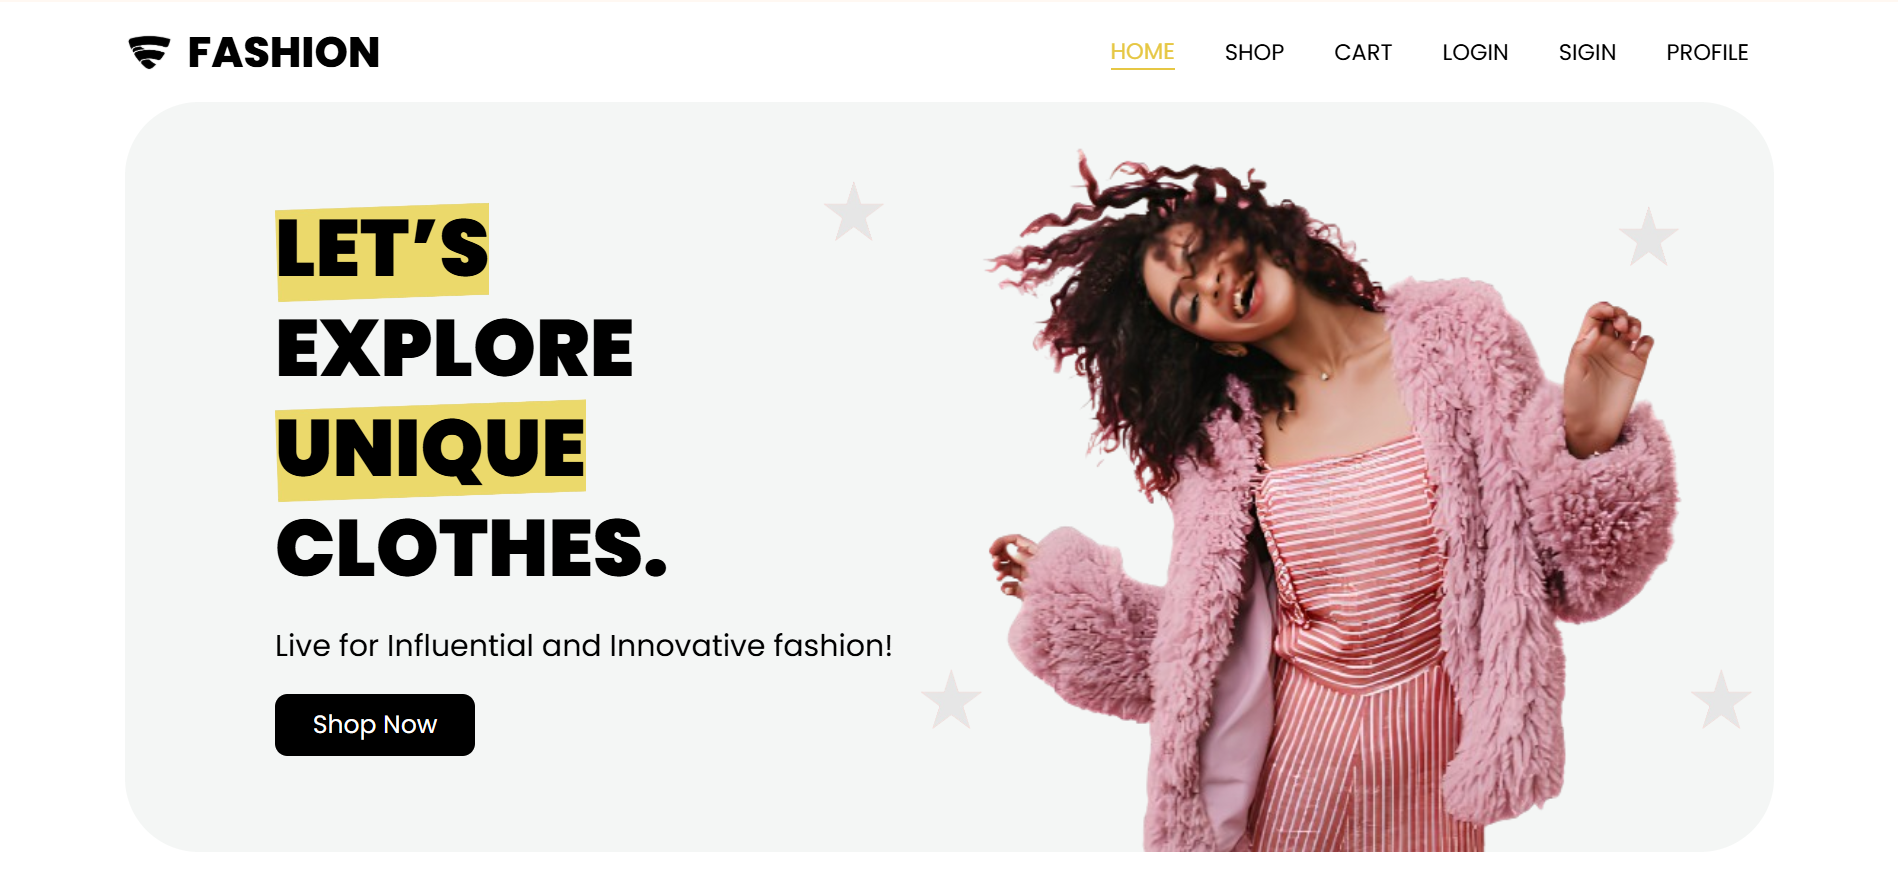 FASHION
HOME SHOP CART LOGIN SIGIN PROFILE
LET’S
EXPLORE
UNIQUE
CLOTHES.
Live for Influential and Innovative fashion!
Shop Now